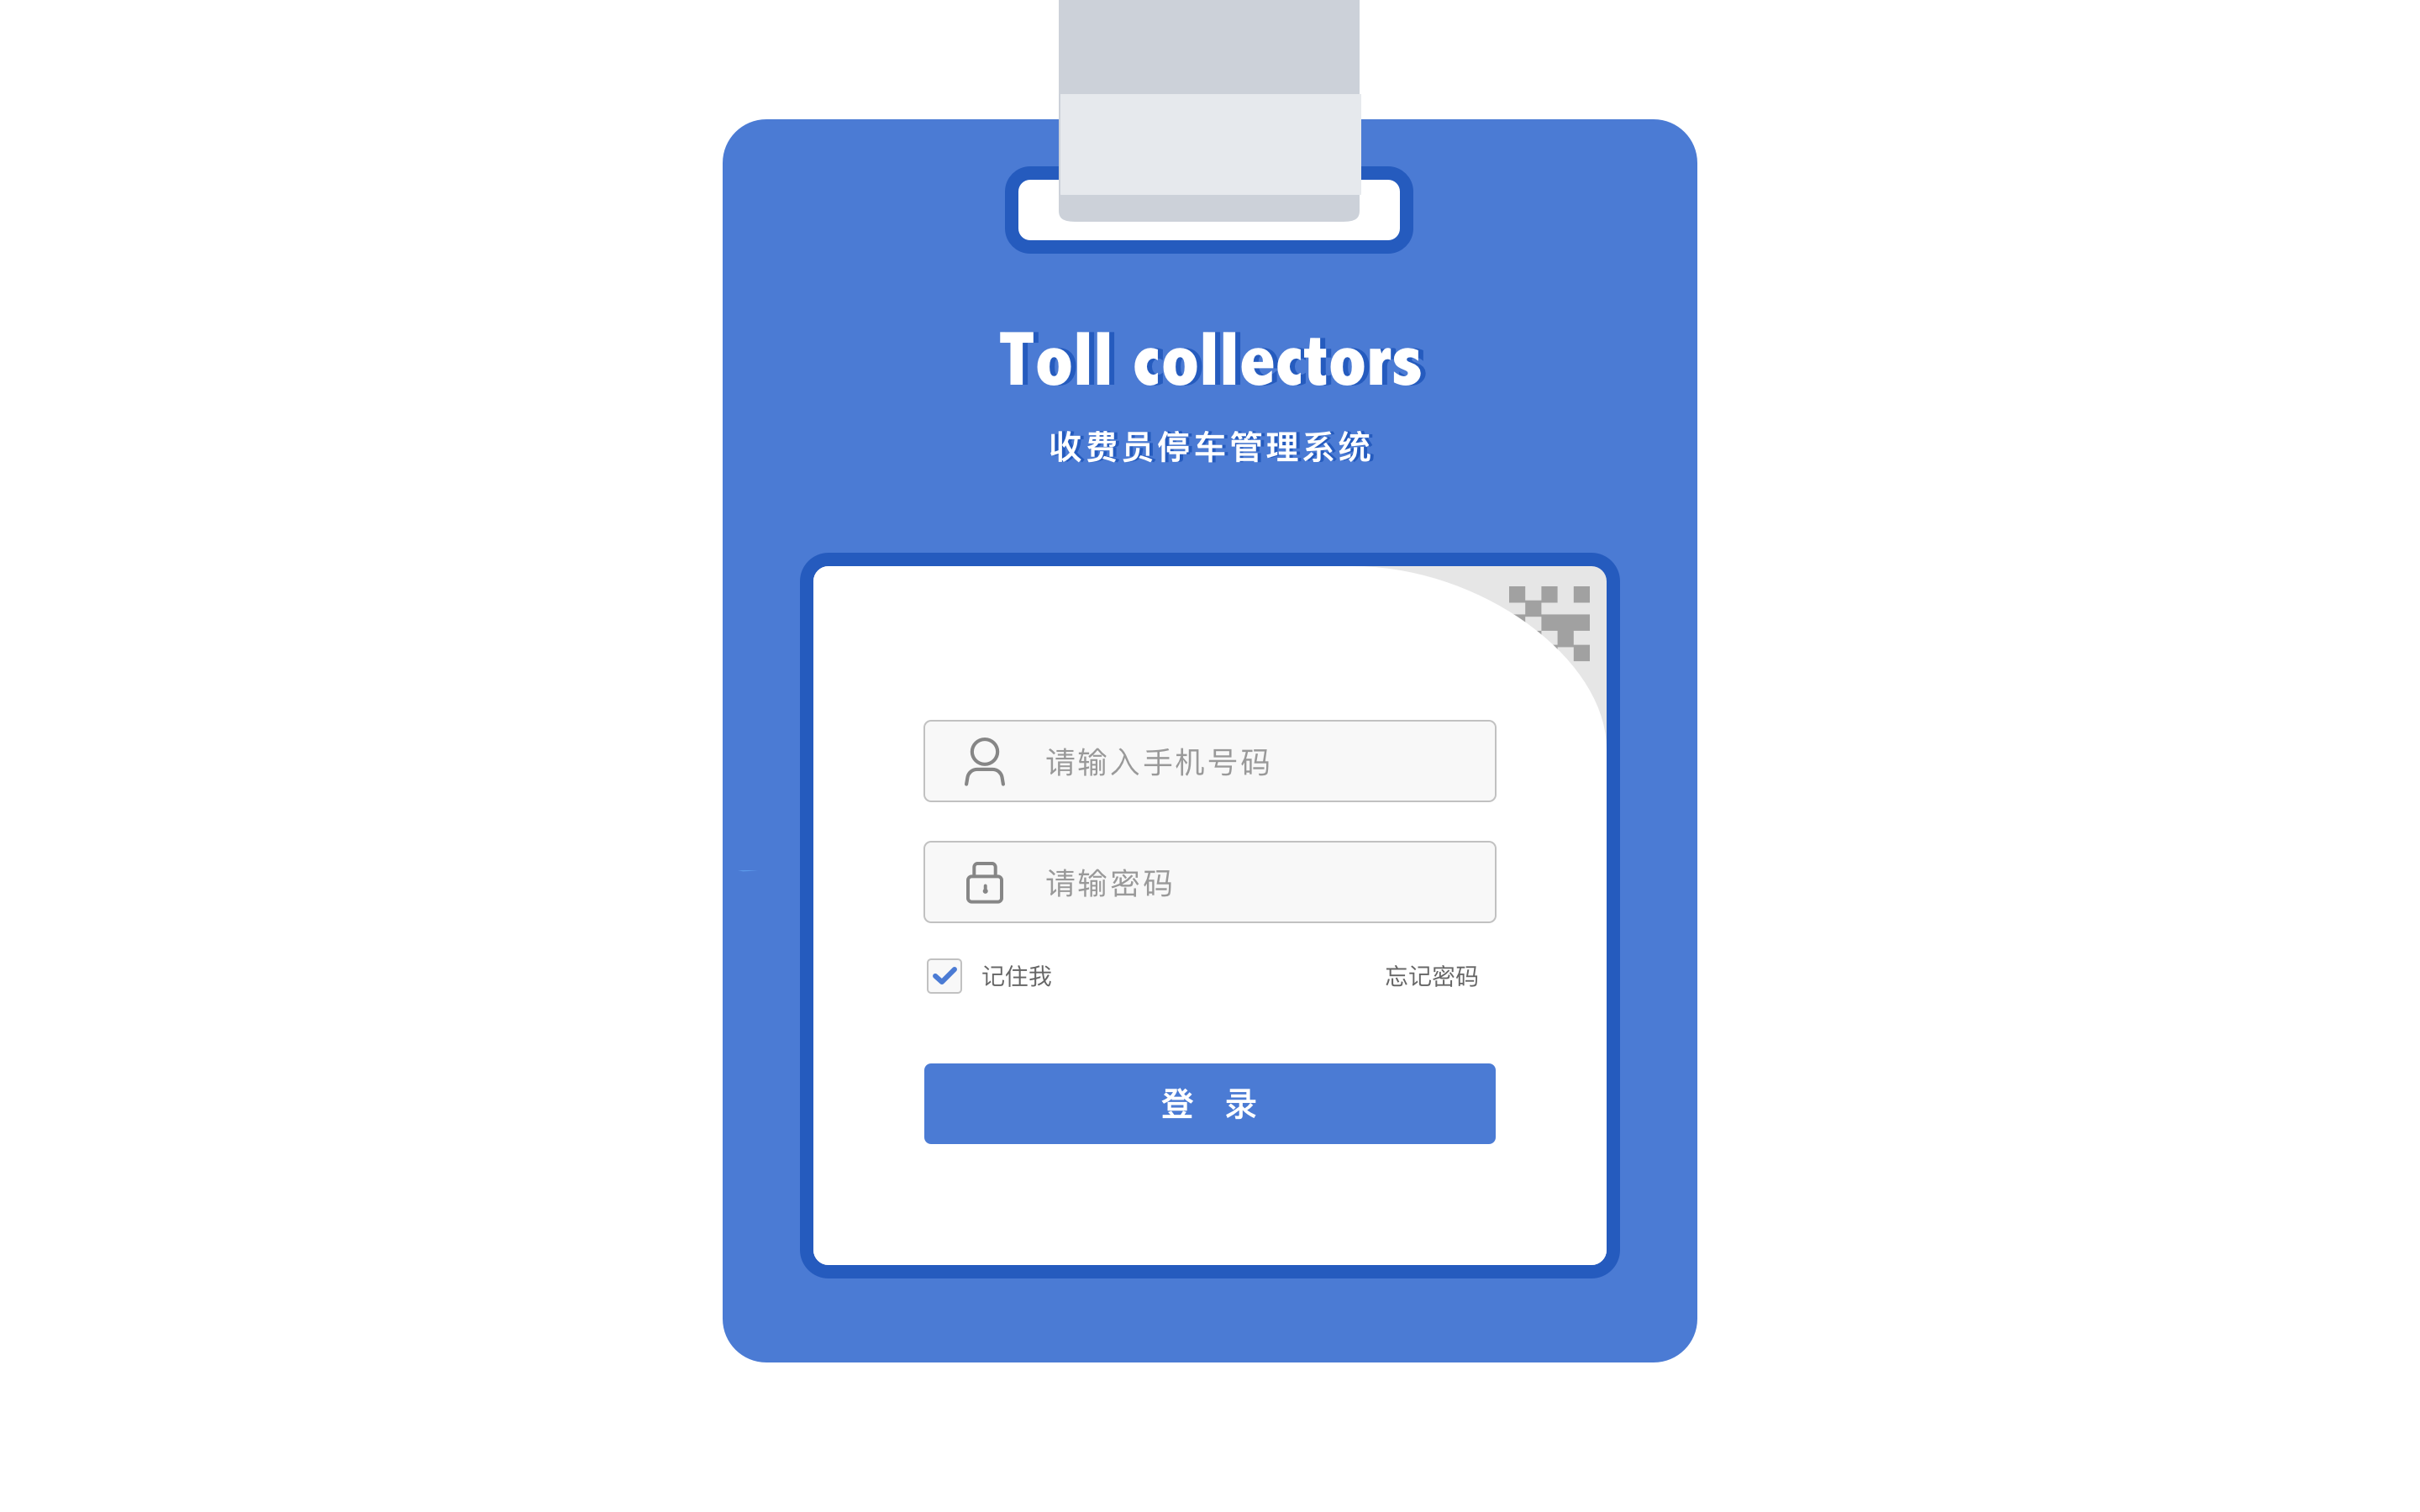 Toll collectors
收费员停车管理系统
请输入手机号码
请输密码
记住我 忘记密码
登 录